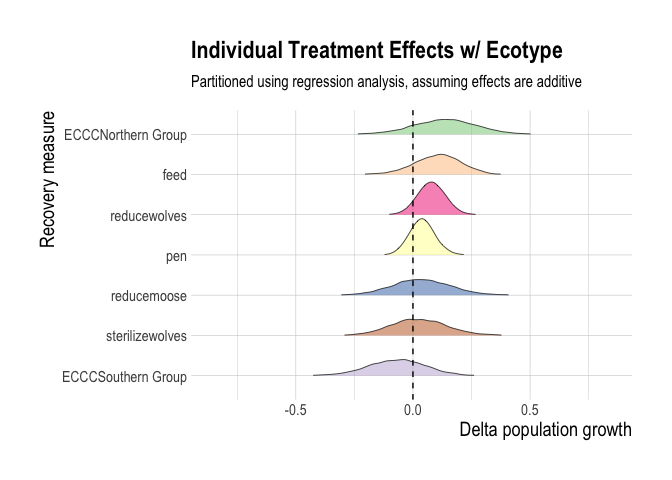 Individual Treatment Effects w/ Ecotype
Partitioned using regression analysis, assuming effects are additive
Recovery measure
ECCCNorthern Group
feed
reducewolves
pen
reducemoose
sterilizewolves
ECCCSouthern Group
-0.5 0.0 0.5
Delta population growth